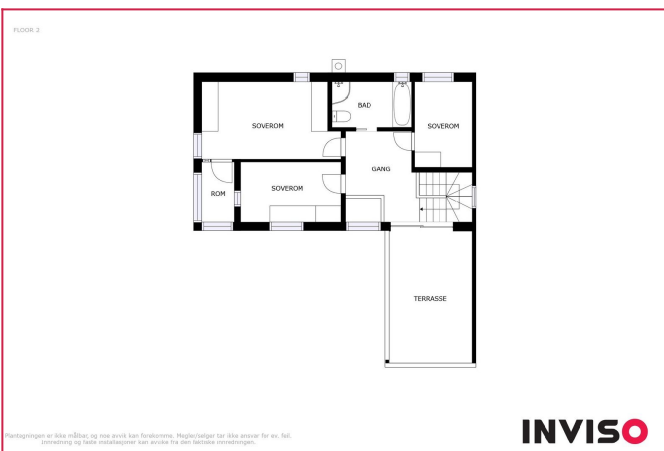 FLOOR 2
SOVEROM
BAD
SOVEROM
GANG
ROM
SOVEROM
TERRASSE
Plantegningen er ikke målbar, og noe avvik kan forekomme. Megler/selger tar ikke ansvar for ev. feil.
Innredning og faste installasjoner kan avvike fra den faktiske innredningen.
INVISO